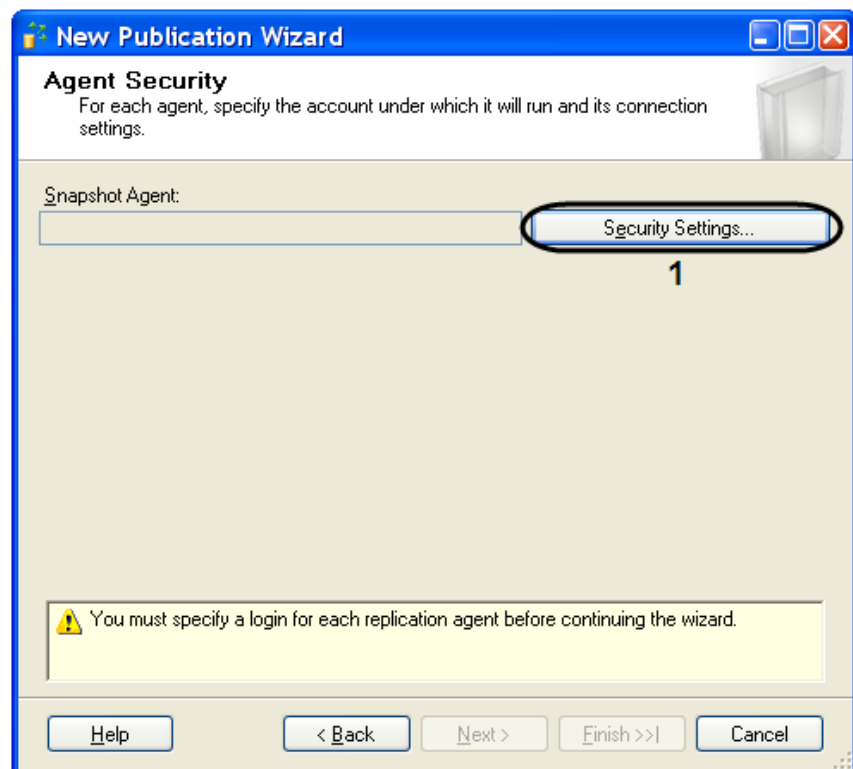 New Publication Wizard
Agent Security
For each agent, specify the account under which it will run and its connection
settings.
Snapshot Agent:
Security Settings...
1
You must specify a login for each replication agent before continuing the wizard.
Help
< Back
Next >
Finish >>|
Cancel